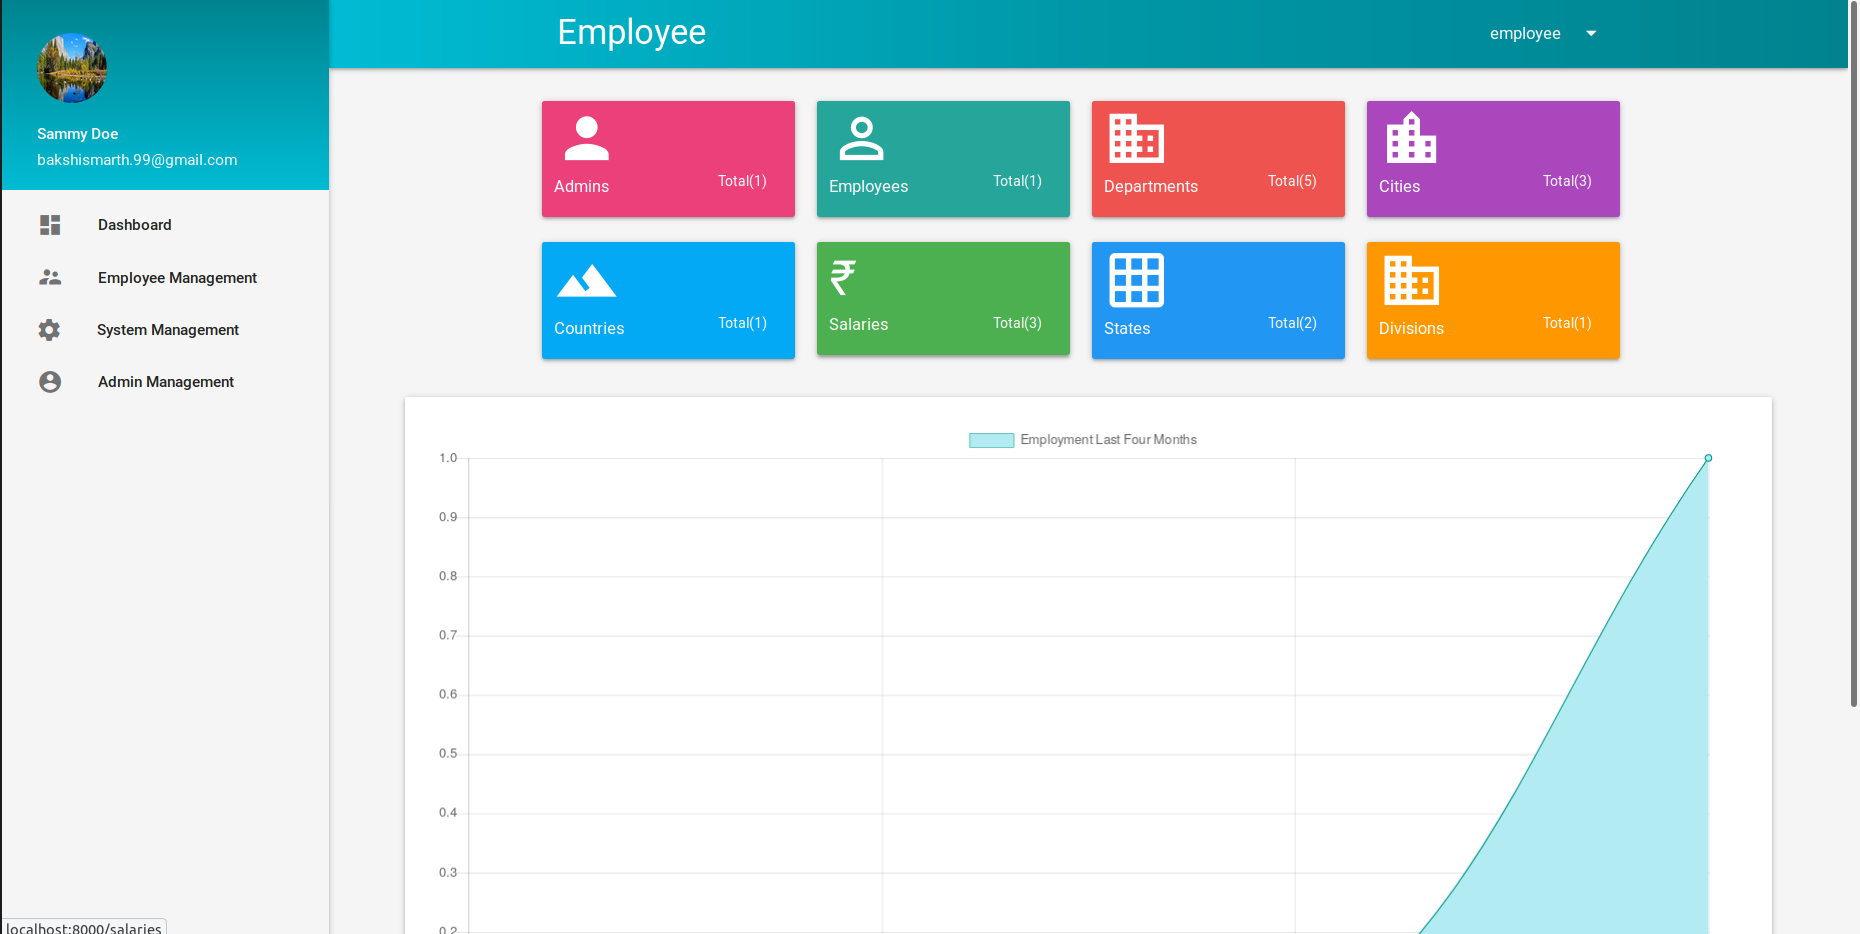 Employee
employee
Sammy Doe
bakshismarth.99@gmail.com
Dashboard
Employee Management
System Management
Admin Management
Admins Total(1)
Employees Total(1)
Departments Total(5)
Cities Total(3)
Countries Total(1)
₹
Salaries Total(3)
States Total(2)
Divisions Total(1)
Employment Last Four Months
1.0
0.9
0.8
0.7
0.6
0.5
0.4
0.3
0.2
localhost:8000/salaries